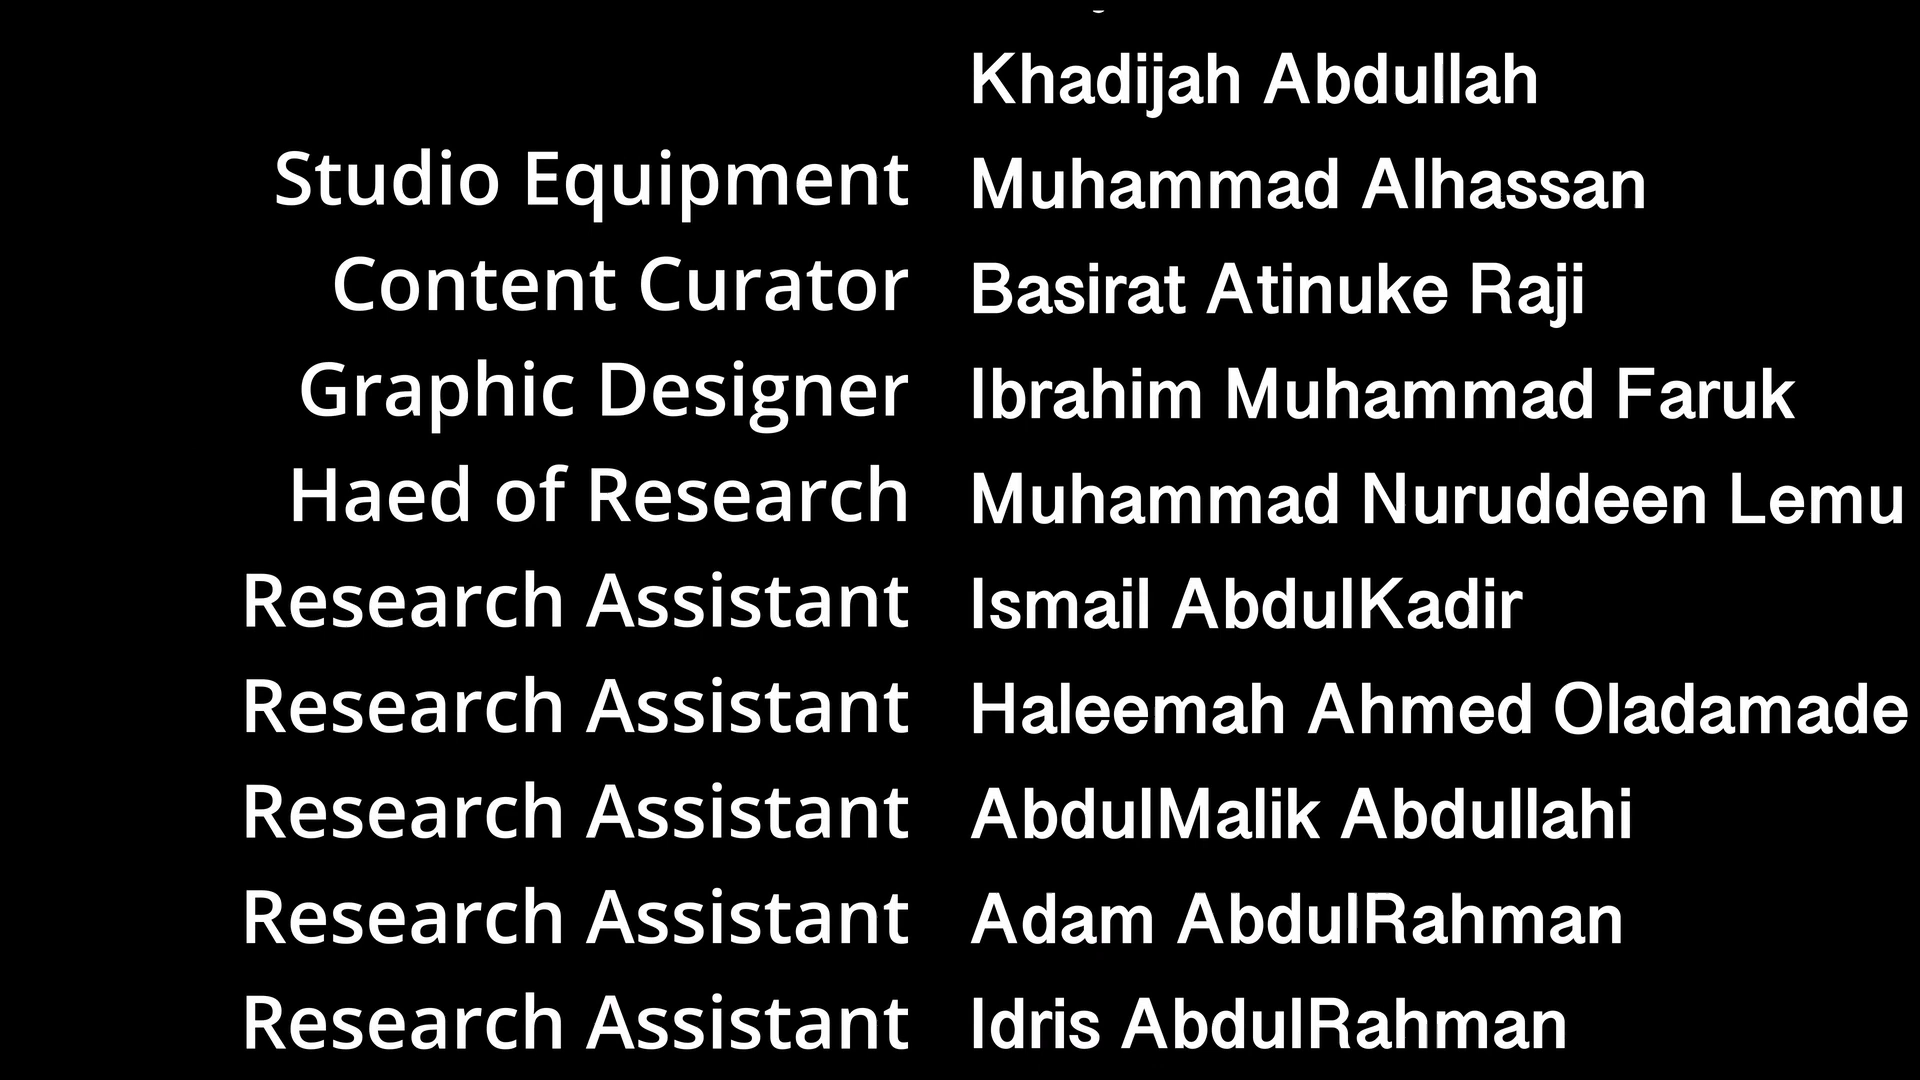 Khadijah Abdullah
Studio Equipment Muhammad Alhassan
Content Curator Basirat Atinuke Raji
Graphic Designer Ibrahim Muhammad Faruk
Haed of Research Muhammad Nuruddeen Lemu
Research Assistant Ismail AbdulKadir
Research Assistant Haleemah Ahmed Oladamade
Research Assistant AbdulMalik Abdullahi
Research Assistant Adam AbdulRahman
Research Assistant Idris AbdulRahman